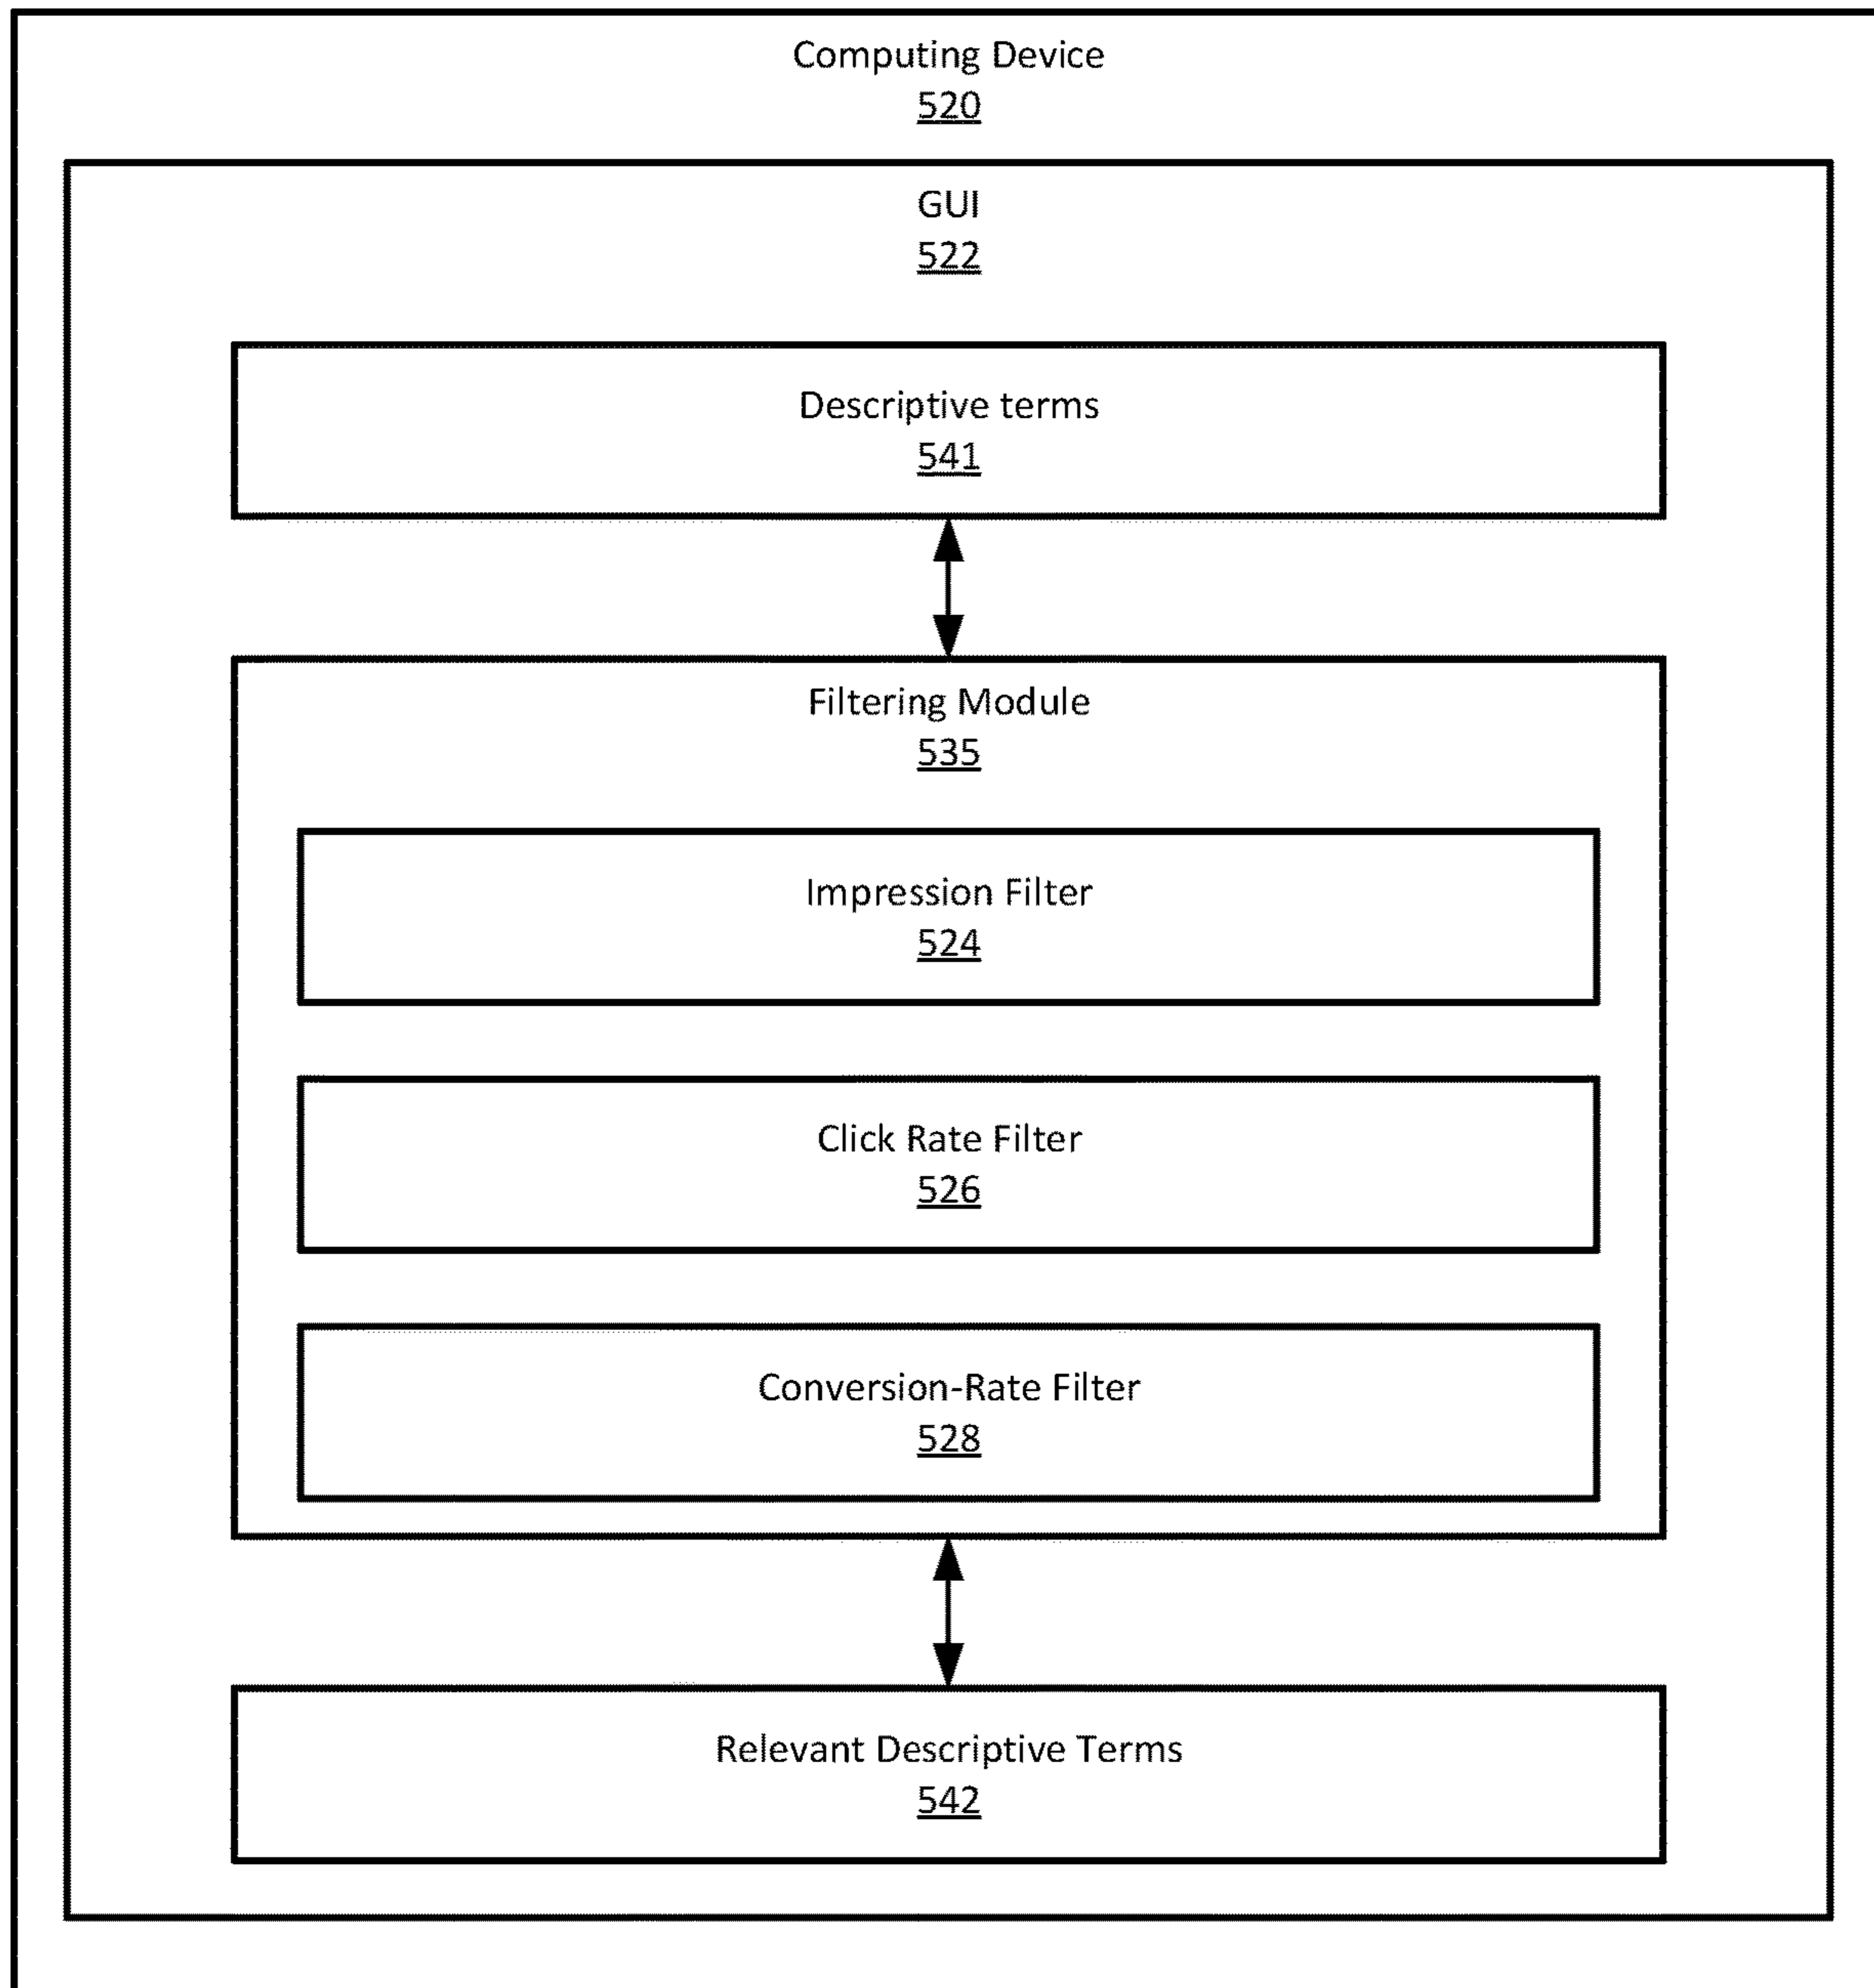 Computing Device
520
GUI
522
Descriptive terms
541
Filtering Module
535
Impression Filter
524
Click Rate Filter
526
Conversion-Rate Filter
528
Relevant Descriptive Terms
542